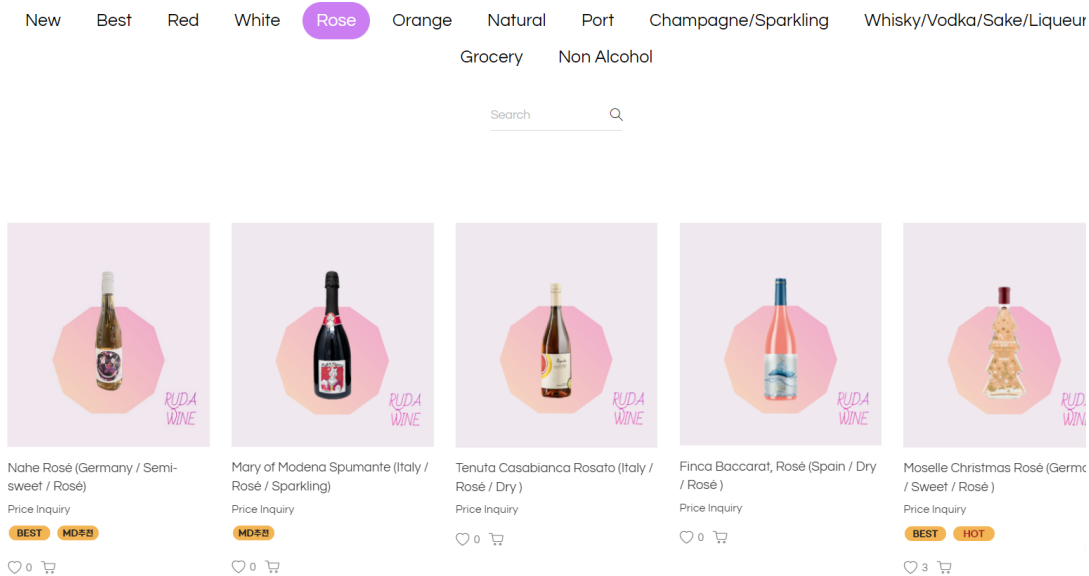 New Best Red White Rose Orange Natural Port Champagne/Sparkling Whisky/Vodka/Sake/Liqueur
Grocery Non Alcohol
Search
RUDA
WINE
RUDA
WINE
RUDA
WINE
RUDA
WINE
RUDA
WINE
Nahe Rosé (Germany / Semi-
sweet / Rosé)
Price Inquiry
BEST MD추천
0
Mary of Modena Spumante (Italy /
Rosé / Sparkling)
Price Inquiry
MD추천
0
Tenuta Casabianca Rosato (Italy /
Rosé / Dry )
Price Inquiry
0
Finca Baccarat, Rosé (Spain / Dry
/ Rosé )
Price Inquiry
0
Moselle Christmas Rosé (Germa
/ Sweet / Rosé )
Price Inquiry
BEST HOT
3